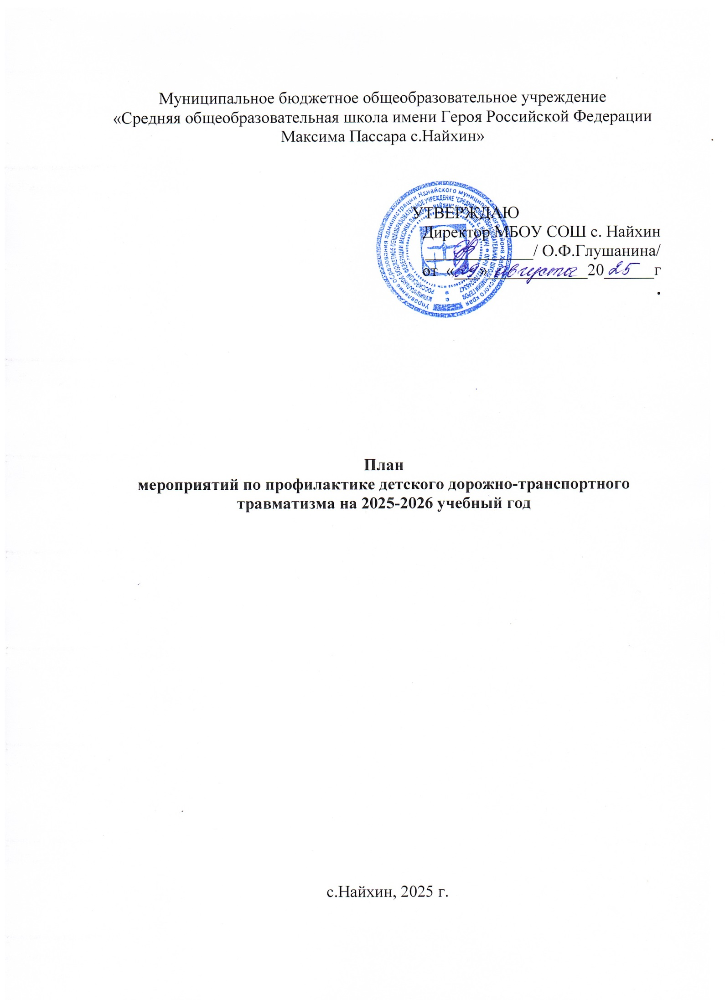 Муниципальное бюджетное общеобразовательное учреждение
«Средняя общеобразовательная школа имени Героя Российской Федерации
Максима Пассара с.Найхин»
УТВЕРЖДАЮ
Директор МБОУ СОШ с. Найхин
_____________/ О.Ф.Глушанина/
от «29» августа 2025 г
.
Управление образования администрации Нанайского муниципального района Хабаровского края
МУНИЦИПАЛЬНОЕ БЮДЖЕТНОЕ ОБЩЕОБРАЗОВАТЕЛЬНОЕ УЧРЕЖДЕНИЕ "СРЕДНЯЯ ОБЩЕОБРАЗОВАТЕЛЬНАЯ ШКОЛА ИМЕНИ ГЕРОЯ
РОССИЙСКОЙ ФЕДЕРАЦИИ МАКСИМА ПАССАРА С. НАЙХИН"
План
мероприятий по профилактике детского дорожно-транспортного
травматизма на 2025-2026 учебный год
с.Найхин, 2025 г.